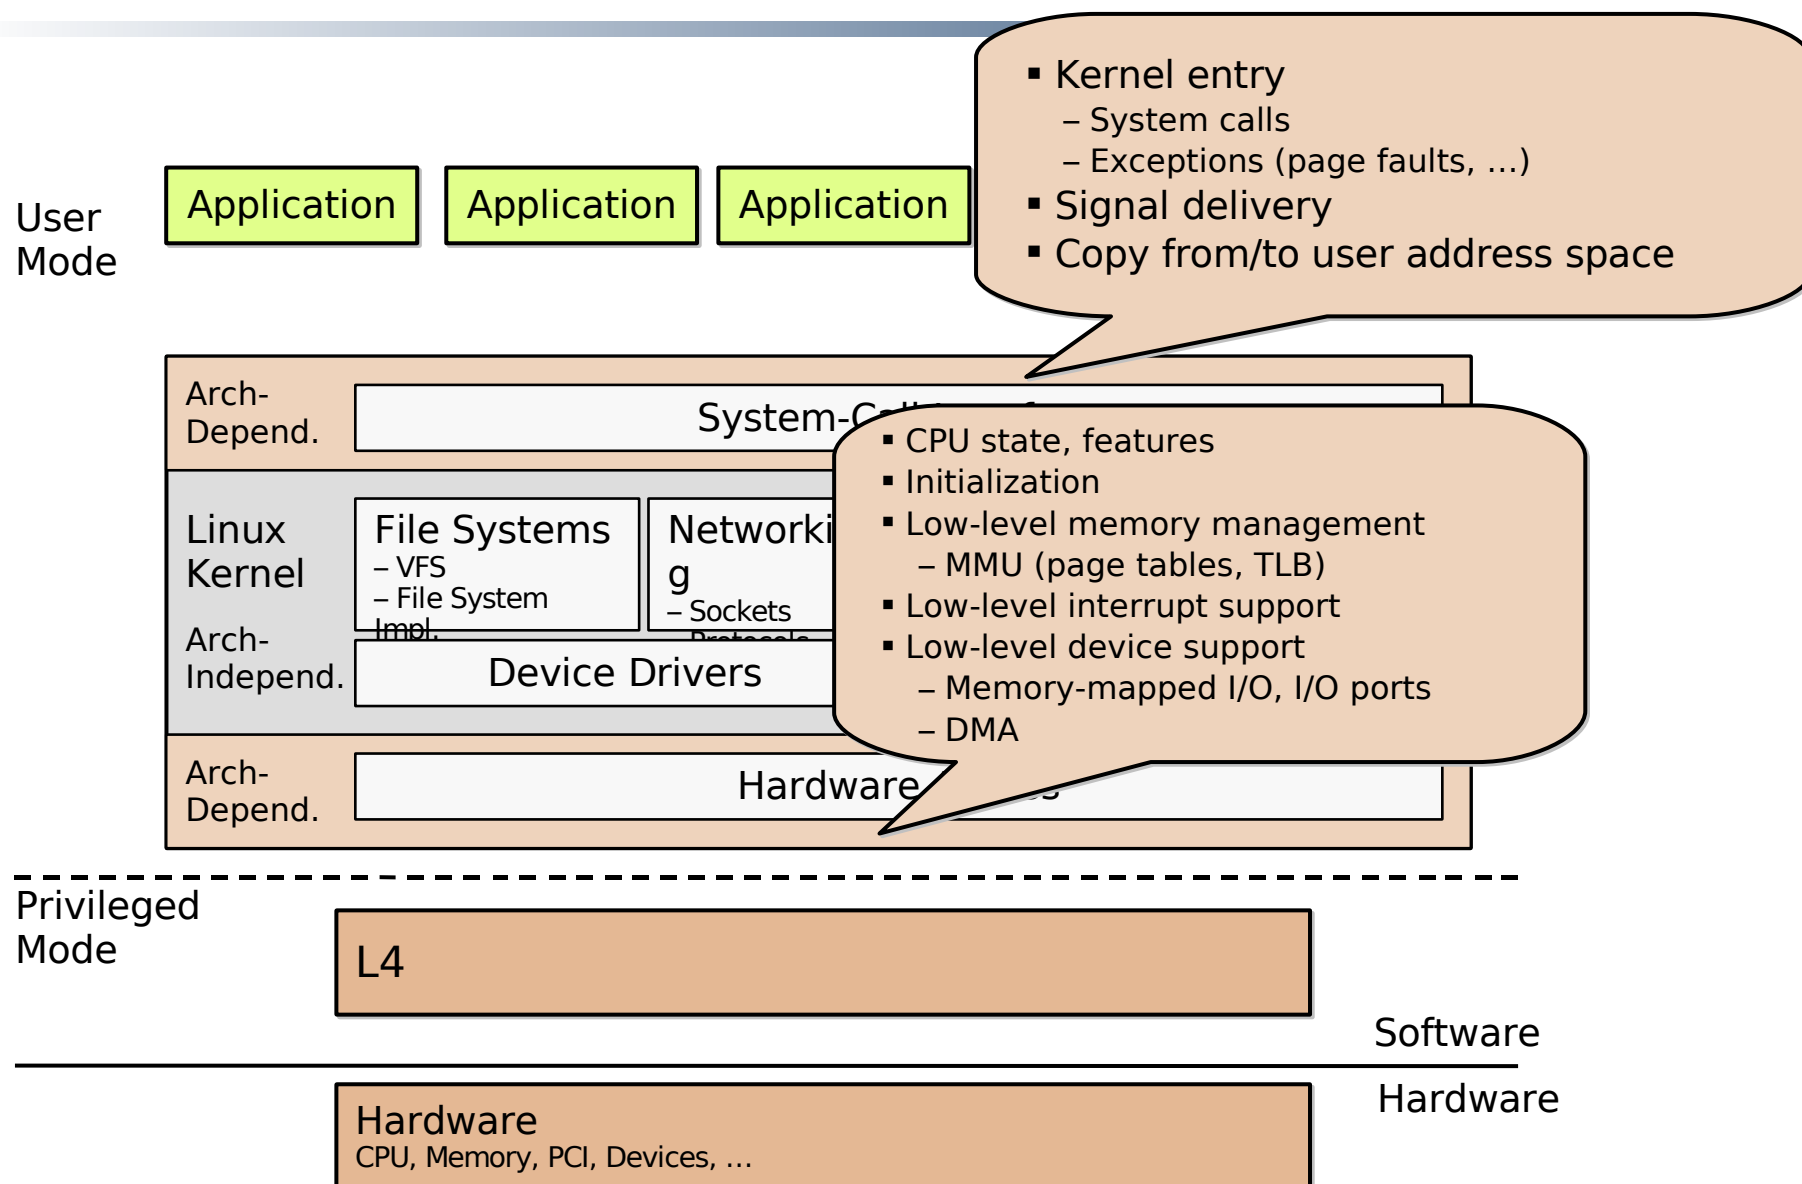 ▪ Kernel entry
– System calls
– Exceptions (page faults, …)
▪ Signal delivery
▪ Copy from/to user address space
User
Mode
Application Application Application
Arch-
Depend.
▪ CPU state, features
▪ Initialization
▪ Low-level memory management
– MMU (page tables, TLB)
▪ Low-level interrupt support
▪ Low-level device support
– Memory-mapped I/O, I/O ports
– DMA
Linux
Kernel
Arch-
Independ.
File Systems
– VFS
– File System
Impl.
Networki
g
– Sockets
Protocols
Device Drivers
Arch-
Depend.
Hardware
Privileged
Mode
L4
Software
Hardware
Hardware
CPU, Memory, PCI, Devices, …